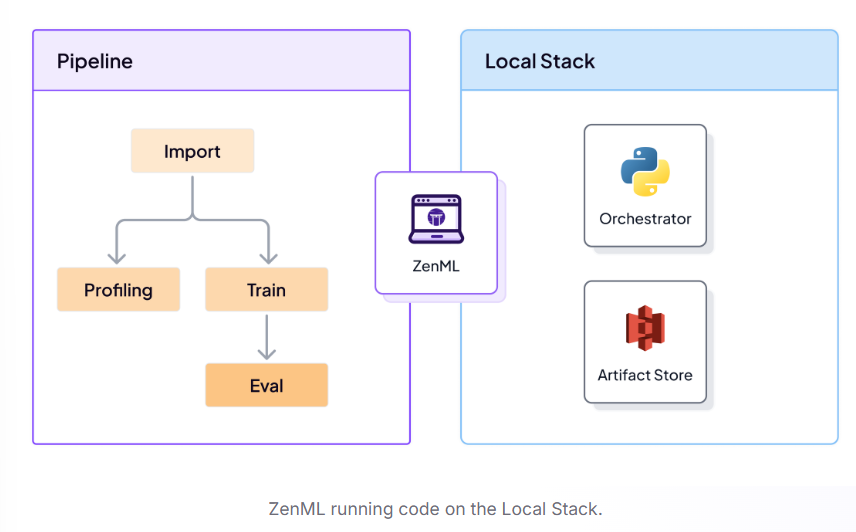 Pipeline
Local Stack
Import
Profiling
Train
Eval
ZenML
Orchestrator
Artifact Store
ZenML running code on the Local Stack.